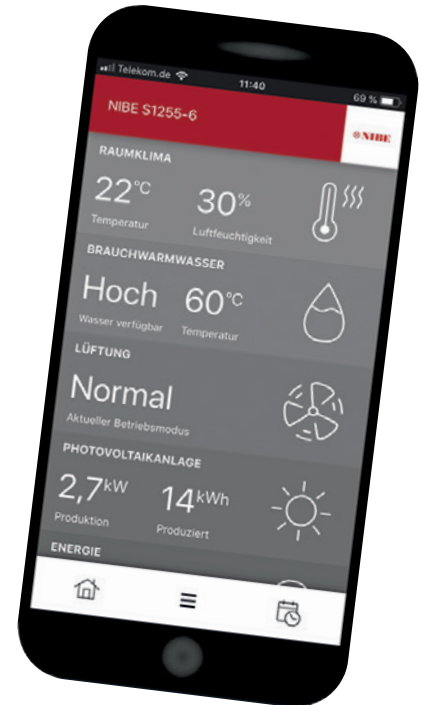 Telekom.de
11:40
69 %
NIBE S1255-6
NIBE
RAUMKLIMA
22°C 30%
Temperatur Luftfeuchtigkeit
BRAUCHWARMWASSER
Hoch 60°C
Wasser verfügbar Temperatur
LÜFTUNG
Normal
Aktueller Betriebsmodus
PHOTOVOLTAIKANLAGE
2,7kW 14kWh
Produktion Produziert
ENERGIE